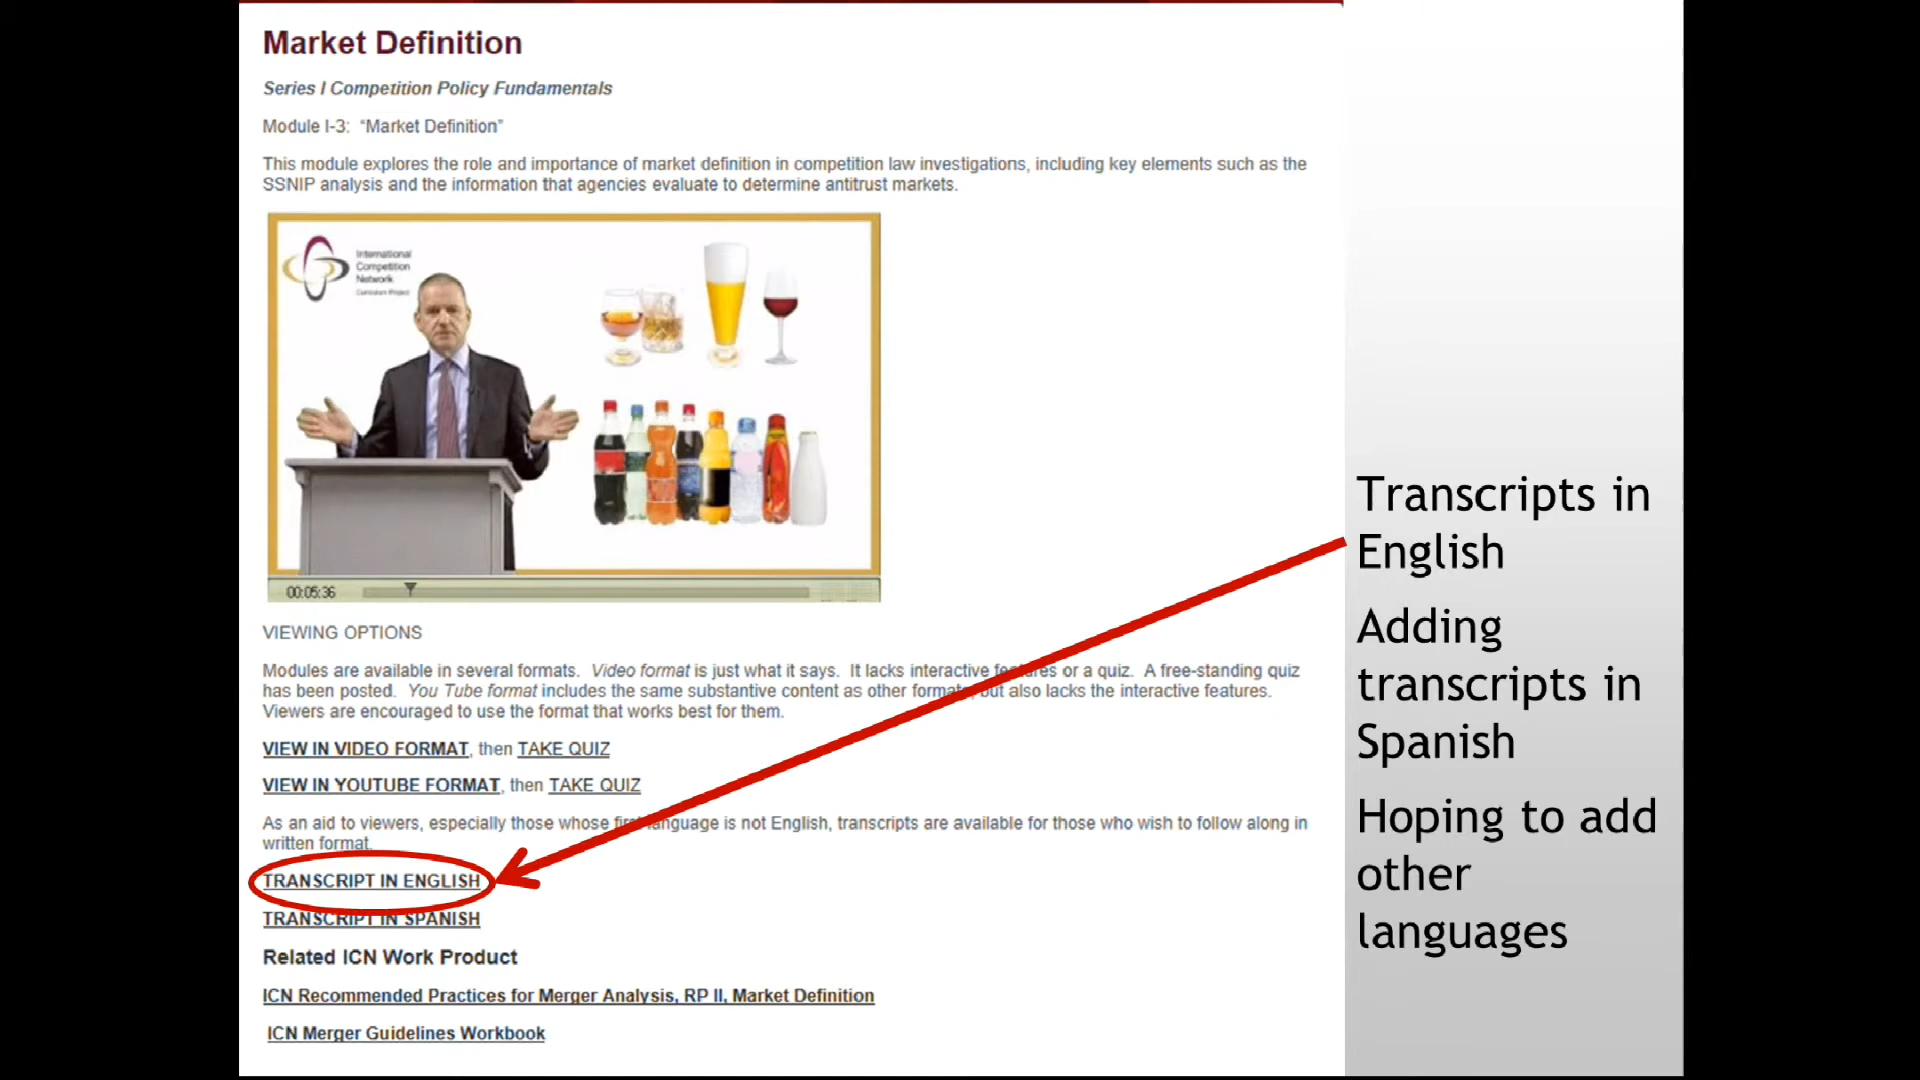 Market Definition
Series I Competition Policy Fundamentals
Module I-3:  “Market Definition”
This module explores the role and importance of market definition in competition law investigations, including key elements such as the
SSNIP analysis and the information that agencies evaluate to determine antitrust markets.
International
Competition
Network
Curriculum Project
00:05:36
VIEWING OPTIONS
Modules are available in several formats.  Video format is just what it says.  It lacks interactive features or a quiz.  A free-standing quiz
has been posted.  You Tube format includes the same substantive content as other formats, but also lacks the interactive features.
Viewers are encouraged to use the format that works best for them.
VIEW IN VIDEO FORMAT, then TAKE QUIZ
VIEW IN YOUTUBE FORMAT, then TAKE QUIZ
As an aid to viewers, especially those whose first language is not English, transcripts are available for those who wish to follow along in
written format.
TRANSCRIPT IN ENGLISH
TRANSCRIPT IN SPANISH
Related ICN Work Product
ICN Recommended Practices for Merger Analysis, RP II, Market Definition
ICN Merger Guidelines Workbook
Transcripts in
English
Adding
transcripts in
Spanish
Hoping to add
other
languages